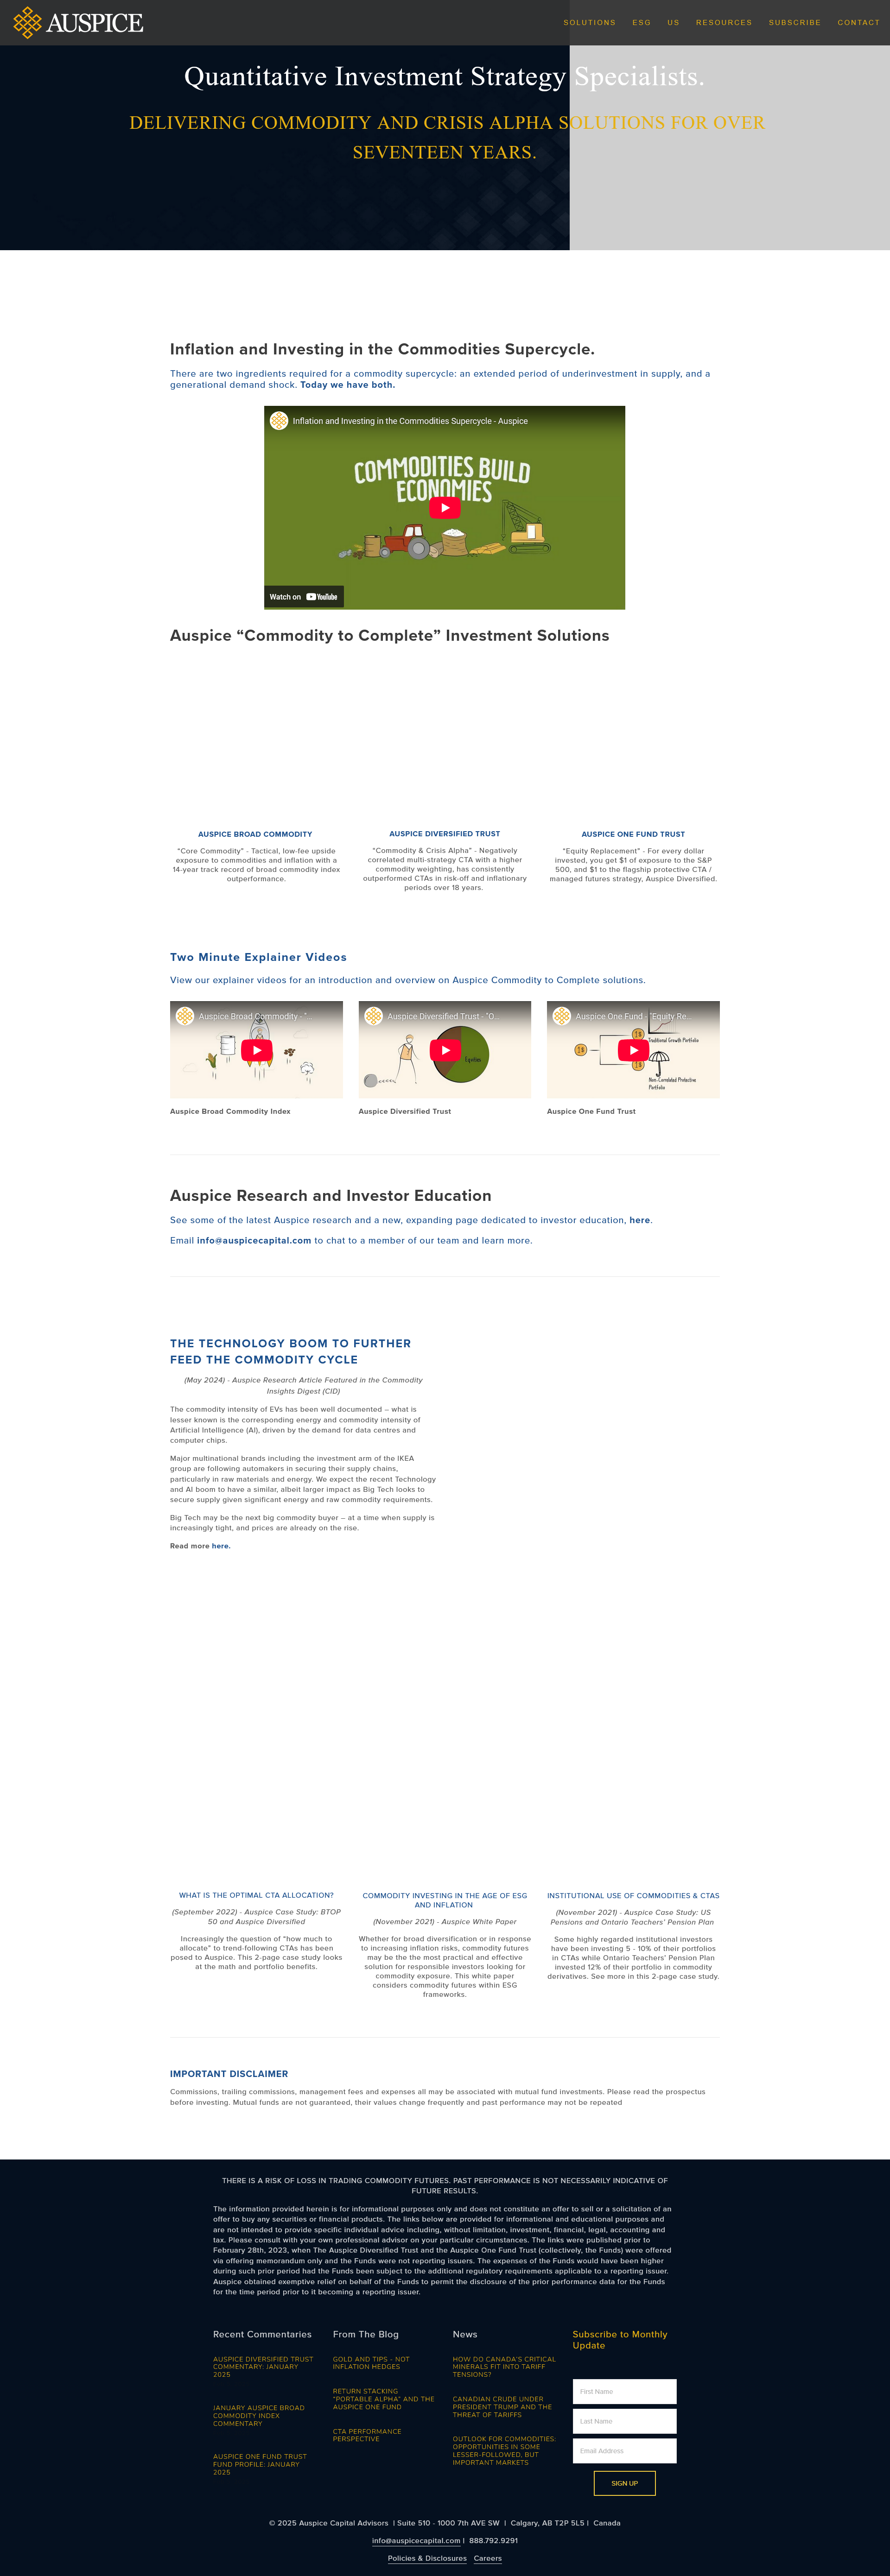 AUSPICE
SOLUTIONS ESG US RESOURCES SUBSCRIBE CONTACT
Quantitative Investment Strategy Specialists.
DELIVERING COMMODITY AND CRISIS ALPHA SOLUTIONS FOR OVER
SEVENTEEN YEARS.
Inflation and Investing in the Commodities Supercycle.
There are two ingredients required for a commodity supercycle: an extended period of underinvestment in supply, and a
generational demand shock. Today we have both.
Inflation and Investing in the Commodities Supercycle - Auspice
COMMODITIES BUILD
ECONOMIES
Watch on YouTube
Auspice “Commodity to Complete” Investment Solutions
AUSPICE BROAD COMMODITY
“Core Commodity” - Tactical, low-fee upside
exposure to commodities and inflation with a
14-year track record of broad commodity index
outperformance.
AUSPICE DIVERSIFIED TRUST
“Commodity & Crisis Alpha” - Negatively
correlated multi-strategy CTA with a higher
commodity weighting, has consistently
outperformed CTAs in risk-off and inflationary
periods over 18 years.
AUSPICE ONE FUND TRUST
“Equity Replacement” - For every dollar
invested, you get $1 of exposure to the S&P
500, and $1 to the flagship protective CTA /
managed futures strategy, Auspice Diversified.
Two Minute Explainer Videos
View our explainer videos for an introduction and overview on Auspice Commodity to Complete solutions.
Auspice Broad Commodity - "...
Auspice Broad Commodity Index
Auspice Diversified Trust - "O...
Equities
Auspice Diversified Trust
Auspice One Fund - "Equity Re...
Traditional Growth Portfolio
1$
1$
1$
Non-Correlated Protective
Portfolio
Auspice One Fund Trust
Auspice Research and Investor Education
See some of the latest Auspice research and a new, expanding page dedicated to investor education, here.
Email info@auspicecapital.com to chat to a member of our team and learn more.
THE TECHNOLOGY BOOM TO FURTHER
FEED THE COMMODITY CYCLE
(May 2024) - Auspice Research Article Featured in the Commodity
Insights Digest (CID)
The commodity intensity of EVs has been well documented – what is
lesser known is the corresponding energy and commodity intensity of
Artificial Intelligence (AI), driven by the demand for data centres and
computer chips.
Major multinational brands including the investment arm of the IKEA
group are following automakers in securing their supply chains,
particularly in raw materials and energy. We expect the recent Technology
and AI boom to have a similar, albeit larger impact as Big Tech looks to
secure supply given significant energy and raw commodity requirements.
Big Tech may be the next big commodity buyer – at a time when supply is
increasingly tight, and prices are already on the rise.
Read more here.
WHAT IS THE OPTIMAL CTA ALLOCATION?
(September 2022) - Auspice Case Study: BTOP
50 and Auspice Diversified
Increasingly the question of “how much to
allocate” to trend-following CTAs has been
posed to Auspice. This 2-page case study looks
at the math and portfolio benefits.
COMMODITY INVESTING IN THE AGE OF ESG
AND INFLATION
(November 2021) - Auspice White Paper
Whether for broad diversification or in response
to increasing inflation risks, commodity futures
may be the the most practical and effective
solution for responsible investors looking for
commodity exposure. This white paper
considers commodity futures within ESG
frameworks.
INSTITUTIONAL USE OF COMMODITIES & CTAS
(November 2021) - Auspice Case Study: US
Pensions and Ontario Teachers’ Pension Plan
Some highly regarded institutional investors
have been investing 5 - 10% of their portfolios
in CTAs while Ontario Teachers’ Pension Plan
invested 12% of their portfolio in commodity
derivatives. See more in this 2-page case study.
IMPORTANT DISCLAIMER
Commissions, trailing commissions, management fees and expenses all may be associated with mutual fund investments. Please read the prospectus
before investing. Mutual funds are not guaranteed, their values change frequently and past performance may not be repeated
THERE IS A RISK OF LOSS IN TRADING COMMODITY FUTURES. PAST PERFORMANCE IS NOT NECESSARILY INDICATIVE OF
FUTURE RESULTS.
The information provided herein is for informational purposes only and does not constitute an offer to sell or a solicitation of an
offer to buy any securities or financial products. The links below are provided for informational and educational purposes and
are not intended to provide specific individual advice including, without limitation, investment, financial, legal, accounting and
tax. Please consult with your own professional advisor on your particular circumstances. The links were published prior to
February 28th, 2023, when The Auspice Diversified Trust and the Auspice One Fund Trust (collectively, the Funds) were offered
via offering memorandum only and the Funds were not reporting issuers. The expenses of the Funds would have been higher
during such prior period had the Funds been subject to the additional regulatory requirements applicable to a reporting issuer.
Auspice obtained exemptive relief on behalf of the Funds to permit the disclosure of the prior performance data for the Funds
for the time period prior to it becoming a reporting issuer.
Recent Commentaries
AUSPICE DIVERSIFIED TRUST
COMMENTARY: JANUARY
2025
JANUARY AUSPICE BROAD
COMMODITY INDEX
COMMENTARY
AUSPICE ONE FUND TRUST
FUND PROFILE: JANUARY
2025
From The Blog
GOLD AND TIPS - NOT
INFLATION HEDGES
RETURN STACKING
“PORTABLE ALPHA” AND THE
AUSPICE ONE FUND
CTA PERFORMANCE
PERSPECTIVE
News
HOW DO CANADA’S CRITICAL
MINERALS FIT INTO TARIFF
TENSIONS?
CANADIAN CRUDE UNDER
PRESIDENT TRUMP AND THE
THREAT OF TARIFFS
OUTLOOK FOR COMMODITIES:
OPPORTUNITIES IN SOME
LESSER-FOLLOWED, BUT
IMPORTANT MARKETS
Subscribe to Monthly
Update
First Name
Last Name
Email Address
SIGN UP
© 2025 Auspice Capital Advisors | Suite 510 - 1000 7th AVE SW | Calgary, AB T2P 5L5 | Canada
info@auspicecapital.com | 888.792.9291
Policies & Disclosures Careers